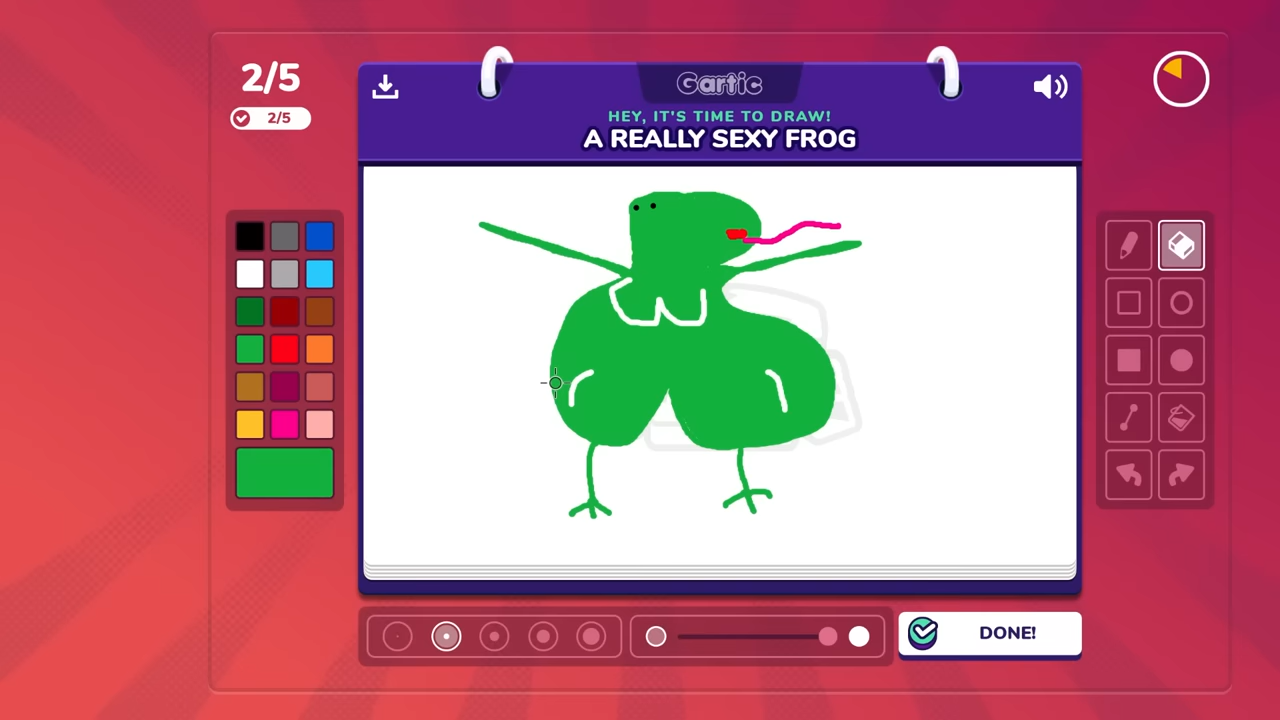 2/5
2/5
Gartic
HEY, IT'S TIME TO DRAW!
A REALLY SEXY FROG
DONE!